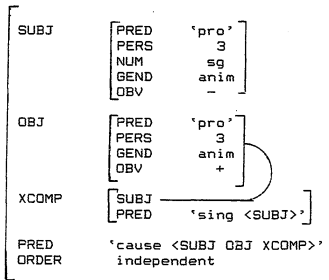 SUBJ PRED 'pro'
PERS 3
NUM sg
GEND anim
OBV -
OBJ PRED 'pro'
PERS 3
GEND anim
OBV +
XCOMP SUBJ
PRED 'sing <SUBJ>'
PRED 'cause <SUBJ OBJ XCOMP>'
ORDER independent